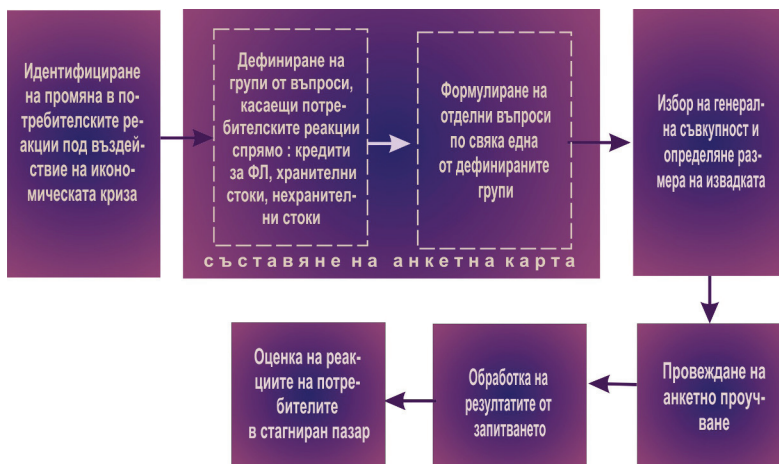 Идентифициране
на промяна в по-
требителските ре-
акции под въздей-
ствие на иконо-
мическата криза
Дефиниране на
групи от въпроси,
касаещи потре-
бителските реакции
спрямо : кредити
за ФЛ, хранителни
стоки, нехранител-
ни стоки
Формулиране на
отделни въпроси
по свяка една
от дефинираните
групи
съставяне на анкетна карта
Избор на генерал-
на съвкупност и
определяне раз-
мера на извадката
Провеждане на
анкетно проуч-
ване
Обработка на
резултатите от
запитването
Оценка на реак-
циите на потре-
бителите
в стагниран пазар